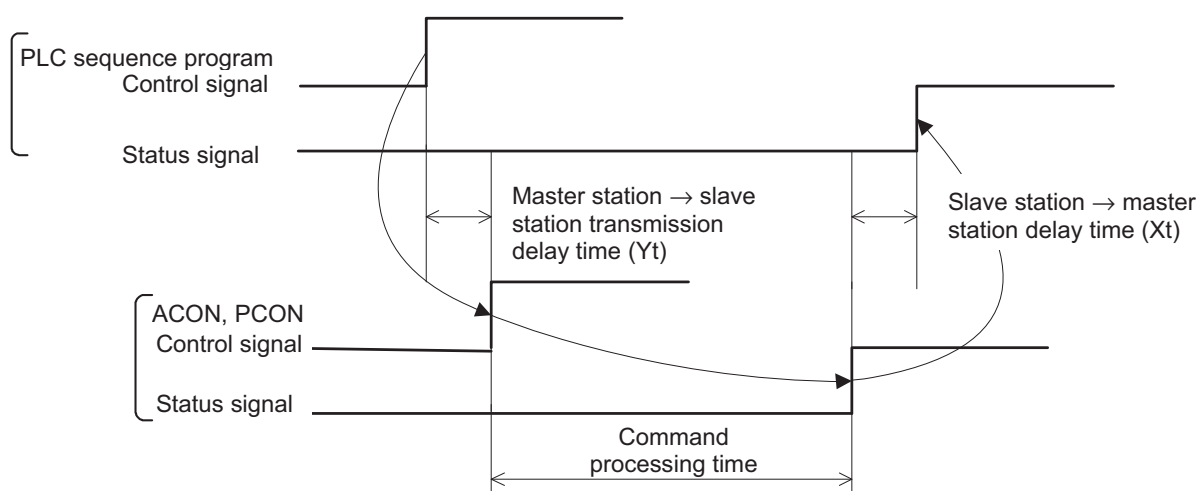 PLC sequence program
Control signal
Status signal
Master station → slave
station transmission
delay time (Yt)
Slave station → master
station delay time (Xt)
ACON, PCON
Control signal
Status signal
Command
processing time